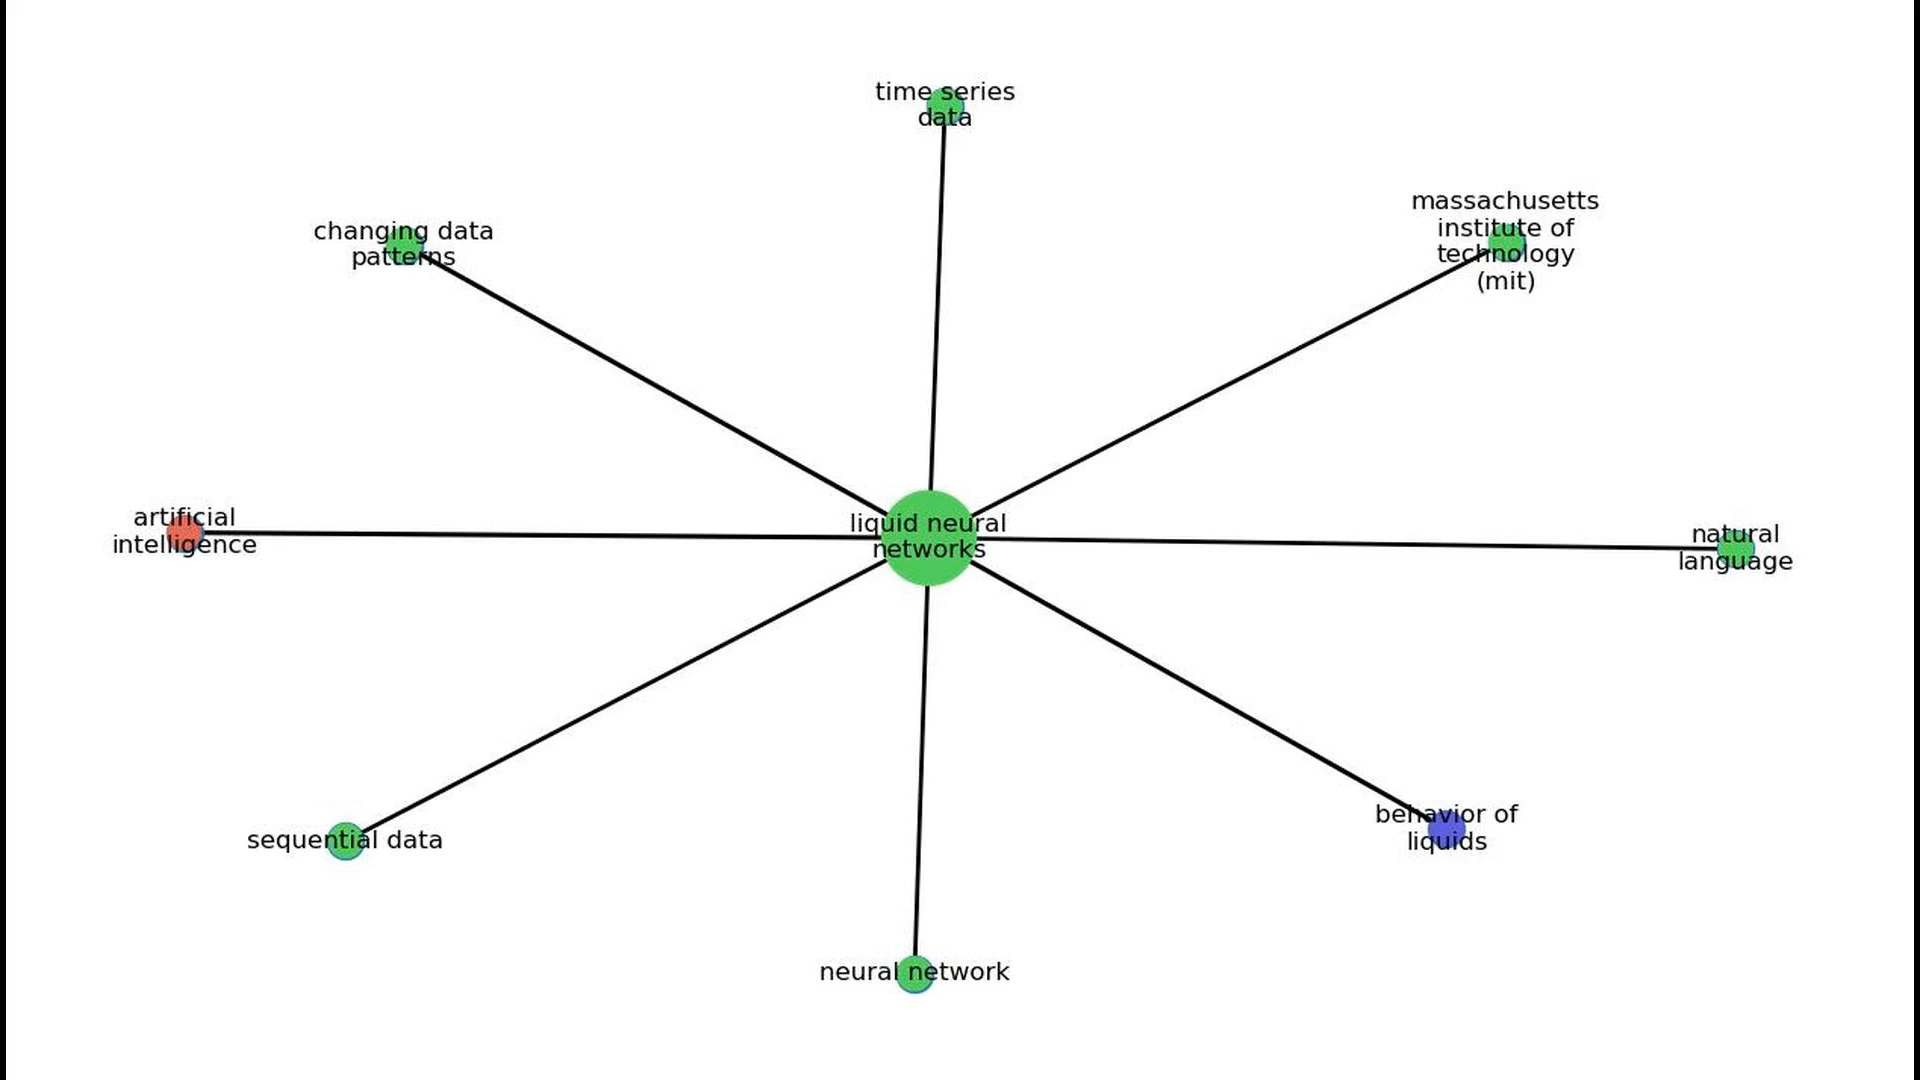 time series
data
massachusetts
institute of
technology
(mit)
changing data
patterns
artificial
intelligence
liquid neural
networks
natural
language
behavior of
liquids
sequential data
neural network